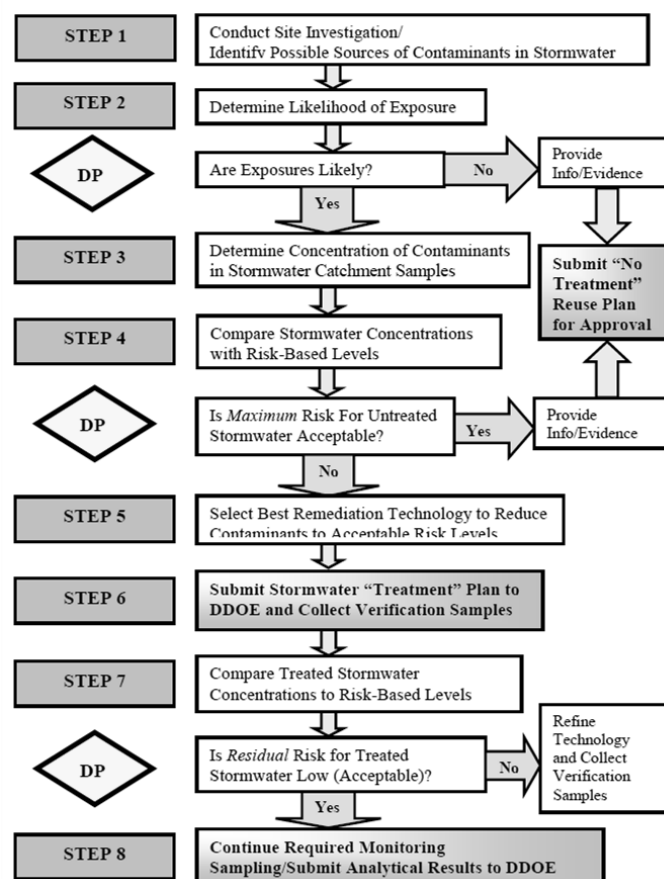 STEP 1
Conduct Site Investigation/
Identify Possible Sources of Contaminants in Stormwater
STEP 2
Determine Likelihood of Exposure
DP
Are Exposures Likely?
No
Provide
Info/Evidence
Yes
STEP 3
Determine Concentration of Contaminants
in Stormwater Catchment Samples
Submit “No
Treatment”
Reuse Plan
for Approval
STEP 4
Compare Stormwater Concentrations
with Risk-Based Levels
DP
Is Maximum Risk For Untreated
Stormwater Acceptable?
Yes
Provide
Info/Evidence
No
STEP 5
Select Best Remediation Technology to Reduce
Contaminants to Acceptable Risk Levels
STEP 6
Submit Stormwater “Treatment” Plan to
DDOE and Collect Verification Samples
STEP 7
Compare Treated Stormwater
Concentrations to Risk-Based Levels
DP
Is Residual Risk for Treated
Stormwater Low (Acceptable)?
No
Refine
Technology
and Collect
Verification
Samples
Yes
STEP 8
Continue Required Monitoring
Sampling/Submit Analytical Results to DDOE